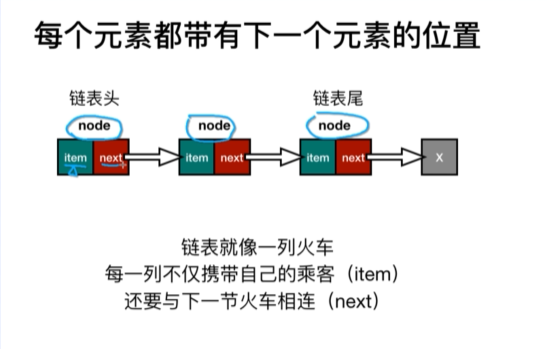 每个元素都带有下一个元素的位置
链表头 链表尾
node node node
item next item next item next X
链表就像一列火车
每一列不仅携带自己的乘客（item）
还要与下一节火车相连（next）